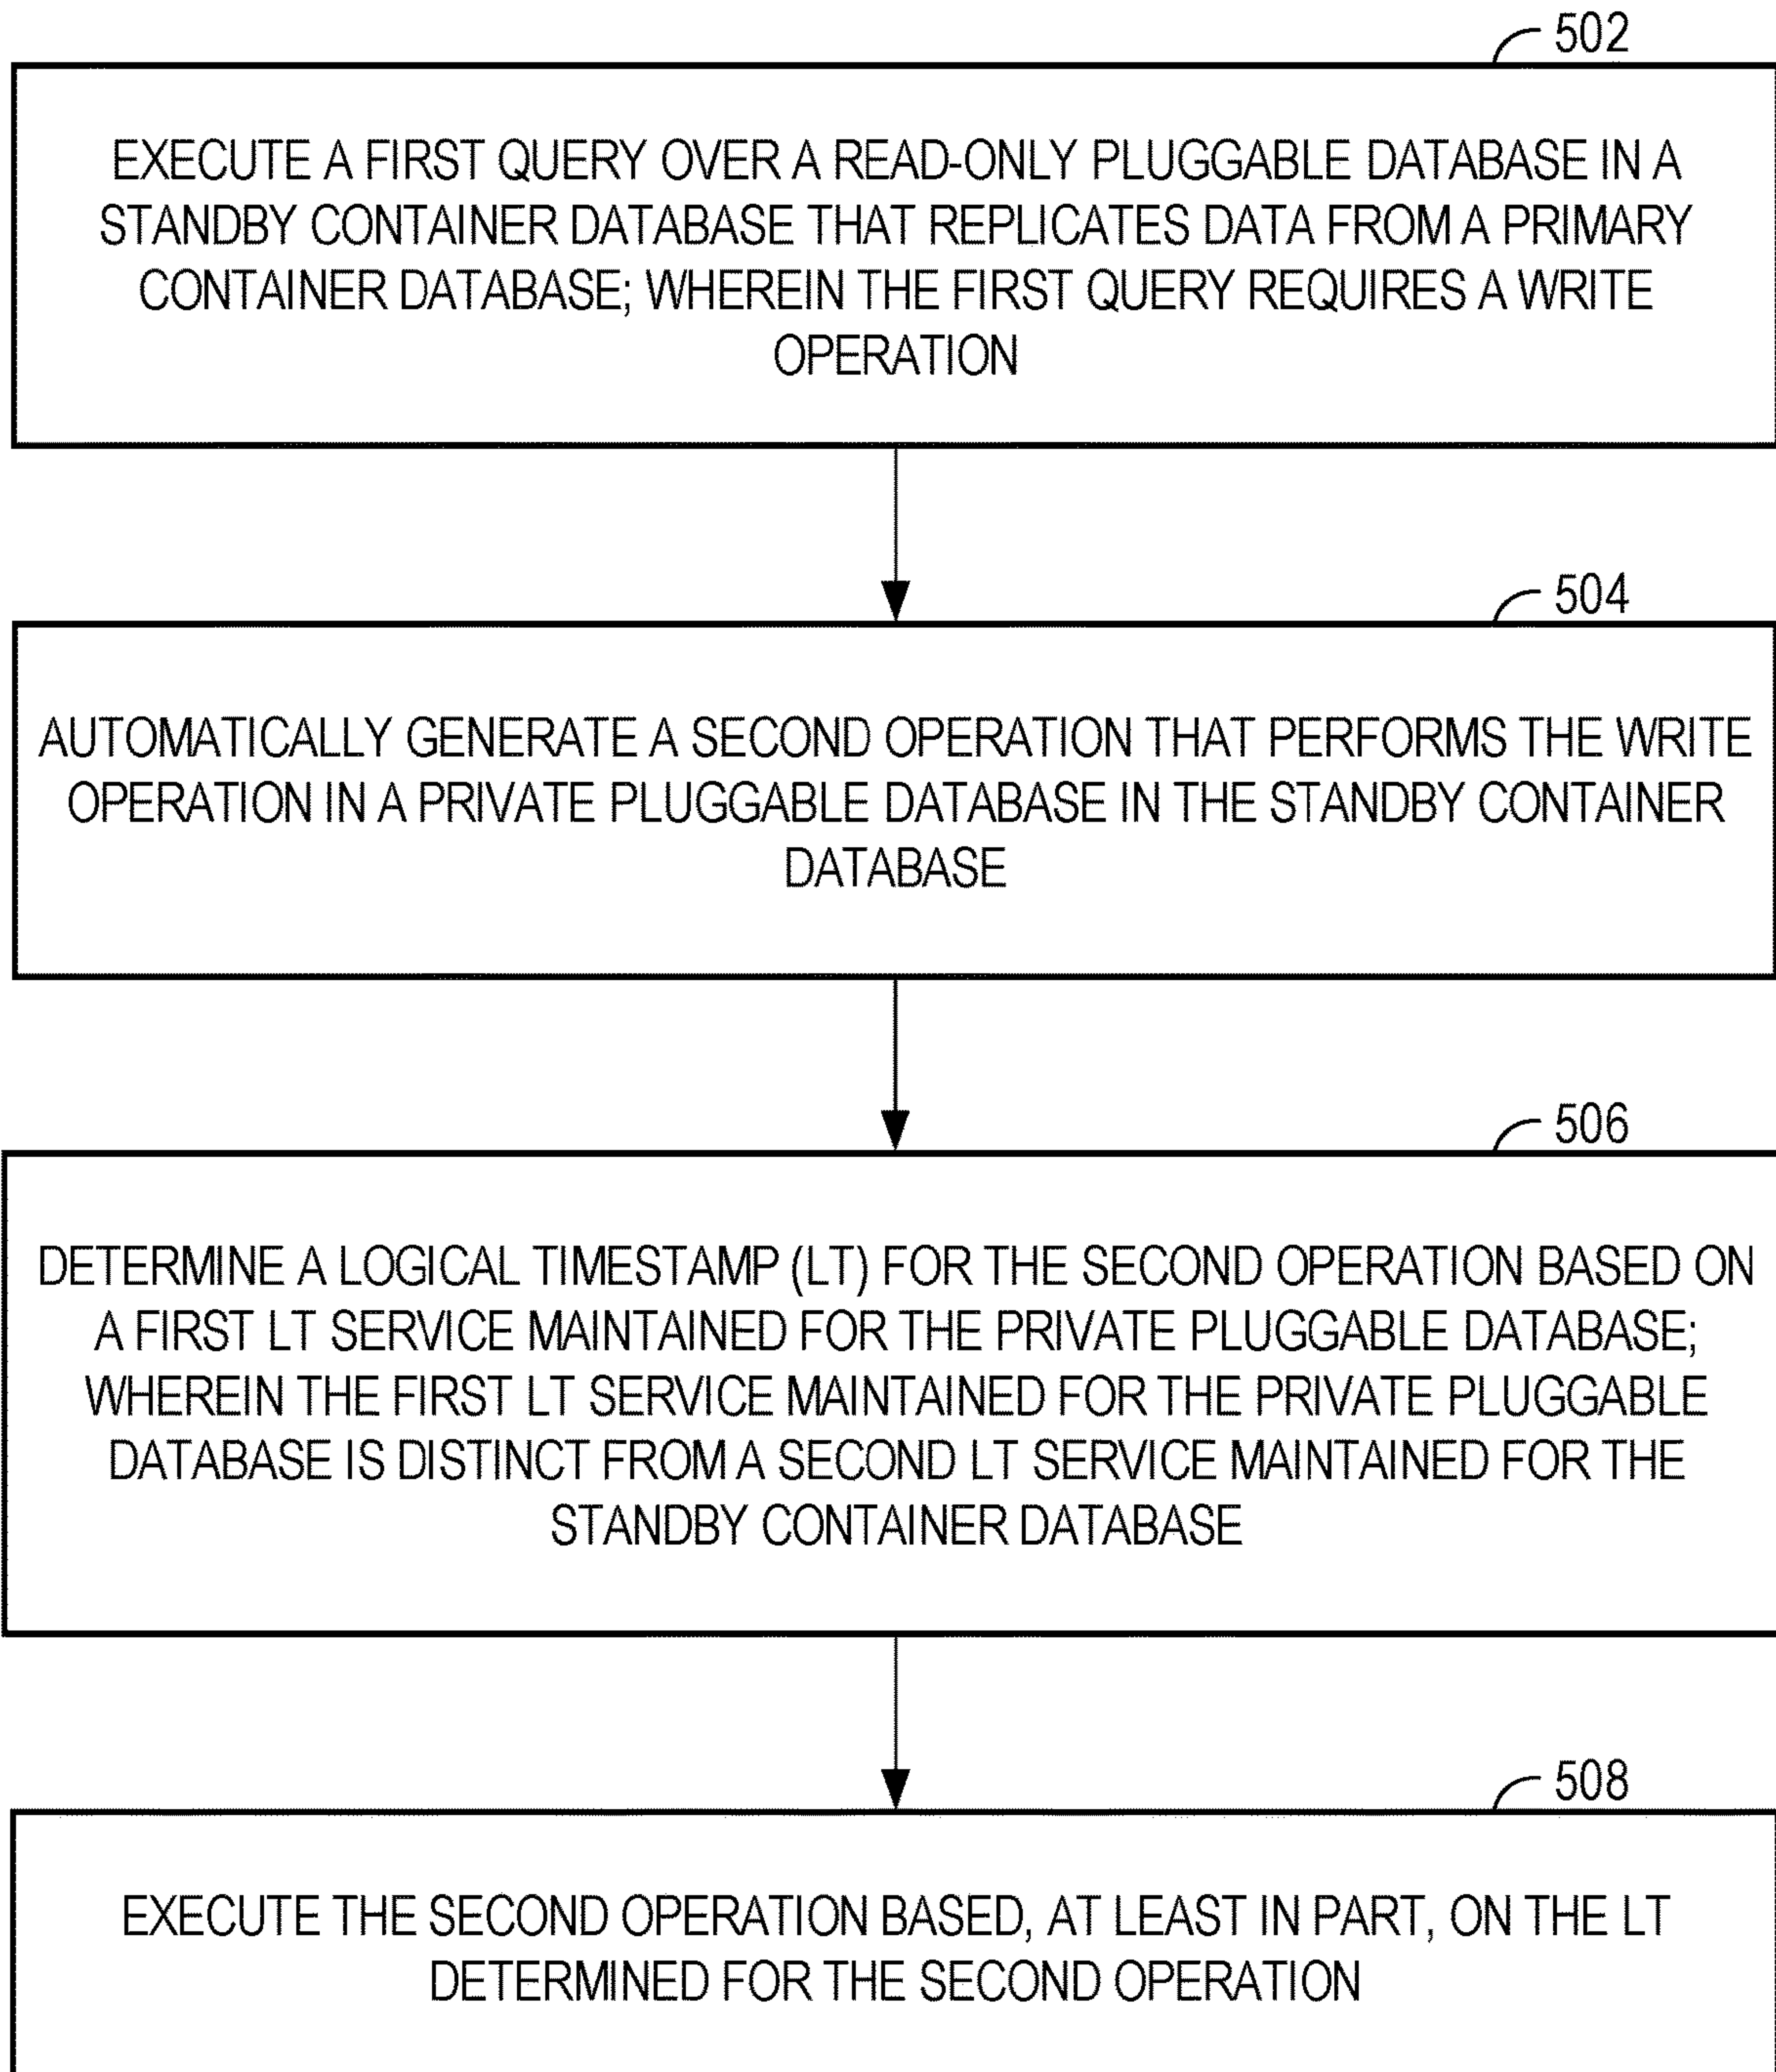 502
EXECUTE A FIRST QUERY OVER A READ-ONLY PLUGGABLE DATABASE IN A
STANDBY CONTAINER DATABASE THAT REPLICATES DATA FROM A PRIMARY
CONTAINER DATABASE; WHEREIN THE FIRST QUERY REQUIRES A WRITE
OPERATION
504
AUTOMATICALLY GENERATE A SECOND OPERATION THAT PERFORMS THE WRITE
OPERATION IN A PRIVATE PLUGGABLE DATABASE IN THE STANDBY CONTAINER
DATABASE
506
DETERMINE A LOGICAL TIMESTAMP (LT) FOR THE SECOND OPERATION BASED ON
A FIRST LT SERVICE MAINTAINED FOR THE PRIVATE PLUGGABLE DATABASE;
WHEREIN THE FIRST LT SERVICE MAINTAINED FOR THE PRIVATE PLUGGABLE
DATABASE IS DISTINCT FROM A SECOND LT SERVICE MAINTAINED FOR THE
STANDBY CONTAINER DATABASE
508
EXECUTE THE SECOND OPERATION BASED, AT LEAST IN PART, ON THE LT
DETERMINED FOR THE SECOND OPERATION